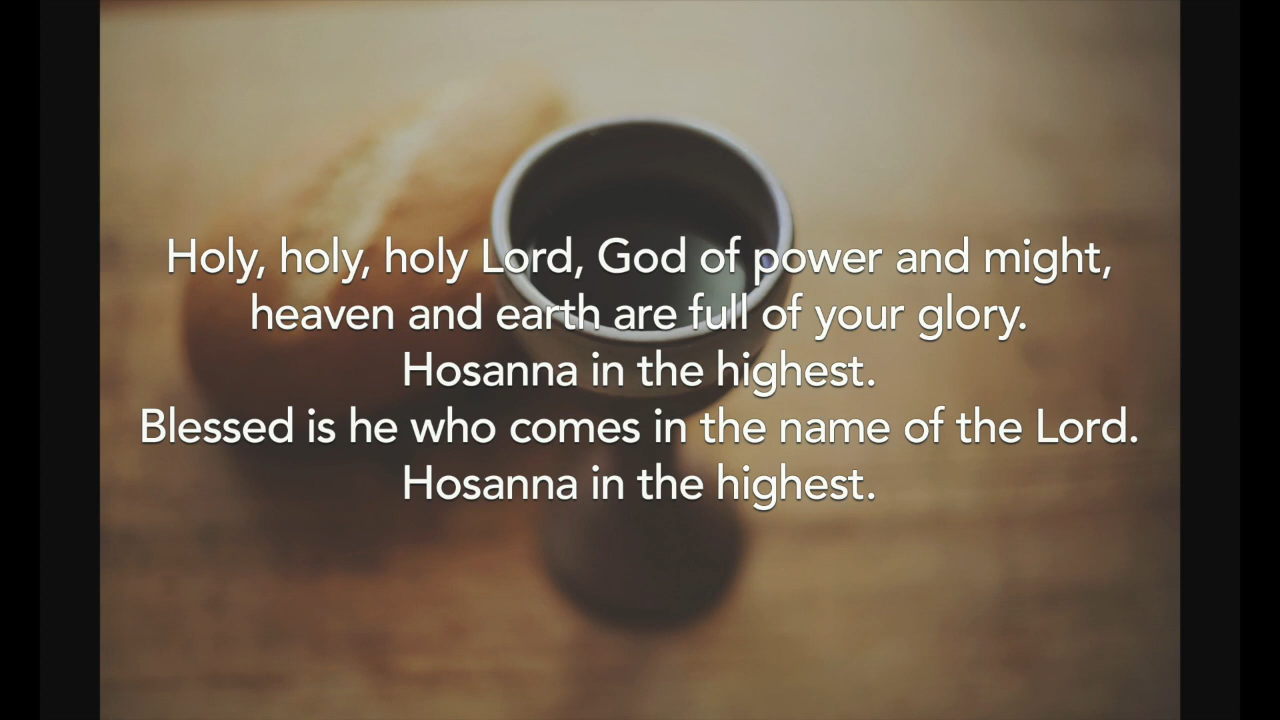 Holy, holy, holy Lord, God of power and might,
heaven and earth are full of your glory.
Hosanna in the highest.
Blessed is he who comes in the name of the Lord.
Hosanna in the highest.